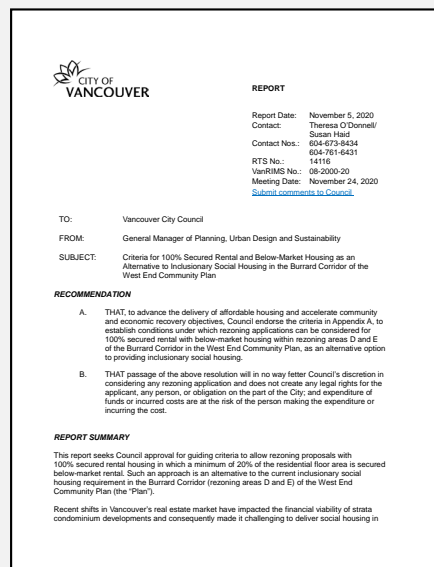 CITY OF
VANCOUVER
REPORT
Report Date: November 5, 2020
Contact: Theresa O'Donnell/
Susan Haid
Contact Nos.: 604-673-8434
604-761-6431
RTS No.: 14116
VanRIMS No.: 08-2000-20
Meeting Date: November 24, 2020
Submit comments to Council
TO: Vancouver City Council
FROM: General Manager of Planning, Urban Design and Sustainability
SUBJECT: Criteria for 100% Secured Rental and Below-Market Housing as an
Alternative to Inclusionary Social Housing in the Burrard Corridor of the
West End Community Plan
RECOMMENDATION
A. THAT, to advance the delivery of affordable housing and accelerate community
and economic recovery objectives, Council endorse the criteria in Appendix A, to
establish conditions under which rezoning applications can be considered for
100% secured rental with below-market housing within rezoning areas D and E
of the Burrard Corridor in the West End Community Plan, as an alternative option
to providing inclusionary social housing.
B. THAT passage of the above resolution will in no way fetter Council's discretion in
considering any rezoning application and does not create any legal rights for the
applicant, any person, or obligation on the part of the City; and expenditure of
funds or incurred costs are at the risk of the person making the expenditure or
incurring the cost.
REPORT SUMMARY
This report seeks Council approval for guiding criteria to allow rezoning proposals with
100% secured rental housing in which a minimum of 20% of the residential floor area is secured
below-market rental. Such an approach is an alternative to the current inclusionary social
housing requirement in the Burrard Corridor (rezoning areas D and E) of the West End
Community Plan (the "Plan").
Recent shifts in Vancouver's real estate market have impacted the financial viability of strata
condominium developments and consequently made it challenging to deliver social housing in